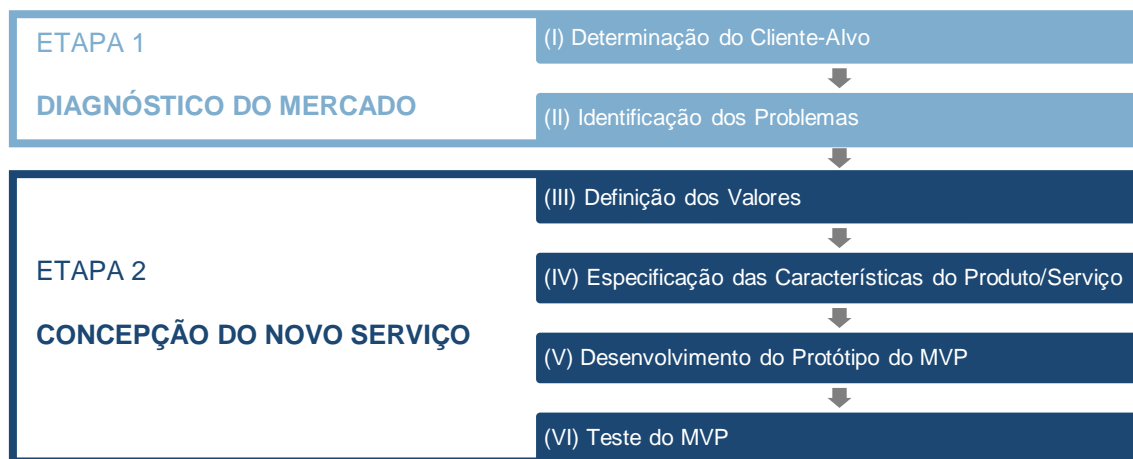 ETAPA 1
DIAGNÓSTICO DO MERCADO
(I) Determinação do Cliente-Alvo
(II) Identificação dos Problemas
ETAPA 2
CONCEPÇÃO DO NOVO SERVIÇO
(III) Definição dos Valores
(IV) Especificação das Características do Produto/Serviço
(V) Desenvolvimento do Protótipo do MVP
(VI) Teste do MVP